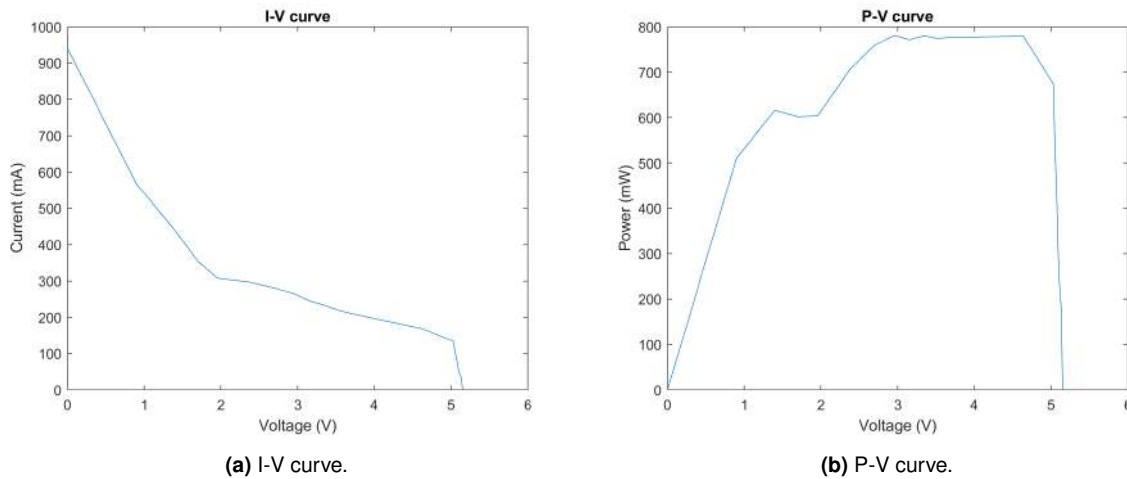 I-V curve
1000
900
800
700
600
500
400
300
200
100
0
Current (mA)
0 1 2 3 4 5 6
Voltage (V)
(a) I-V curve.
P-V curve
800
700
600
500
400
300
200
100
0
Power (mW)
0 1 2 3 4 5 6
Voltage (V)
(b) P-V curve.